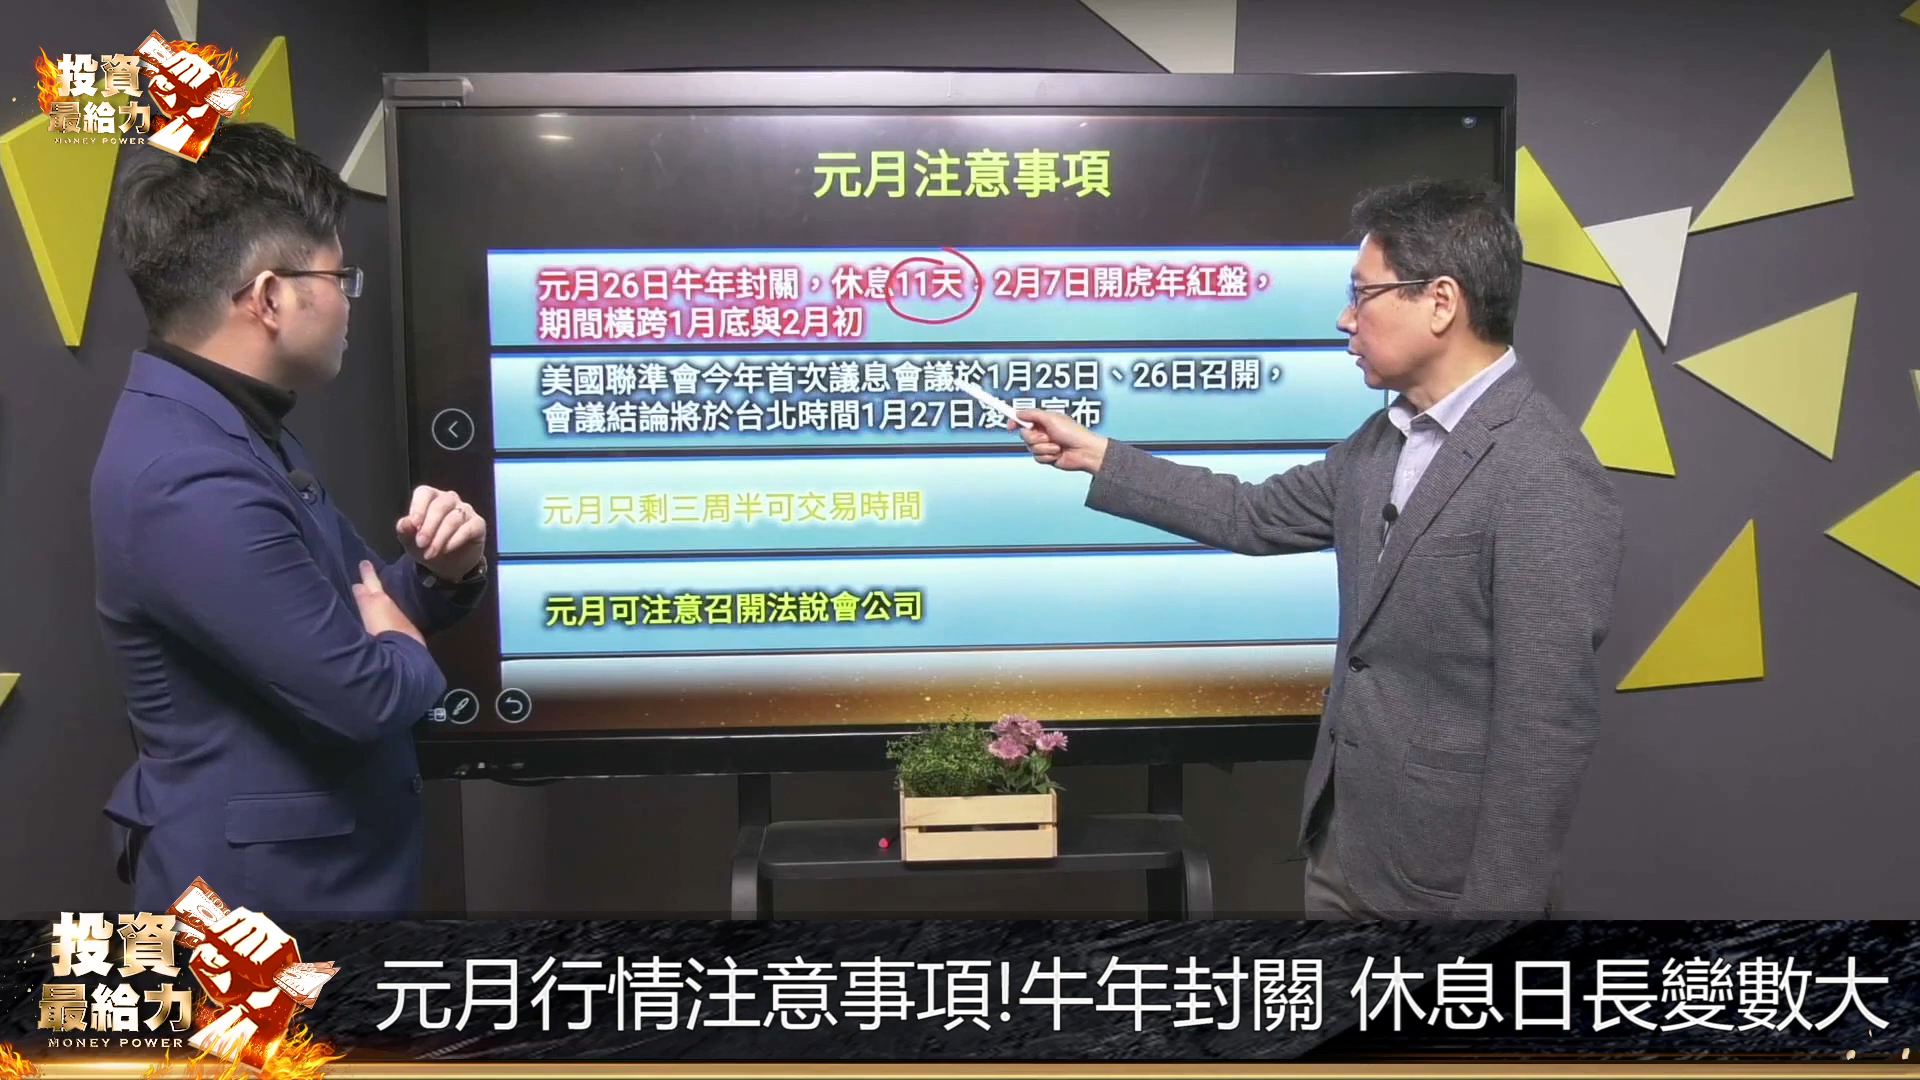 投資
最給力
MONEY POWER
元月注意事項
元月26日牛年封關，休息11天，2月7日開虎年紅盤，
期間橫跨1月底與2月初
美國聯準會今年首次議息會議於1月25日、26日召開，
會議結論將於台北時間1月27日凌晨宣布
元月只剩三周半可交易時間
元月可注意召開法說會公司
投資
最給力
MONEY POWER
元月行情注意事項!牛年封關 休息日長變數大